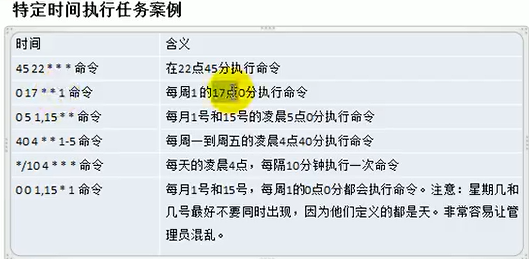 特定时间执行任务案例
时间 含义
45 22 * * * 命令 在22点45分执行命令
0 17 * * 1 命令 每周1 的17点0分执行命令
0 5 1,15 * * 命令 每月1号和15号的凌晨5点0分执行命令
40 4 * * 1-5 命令 每周一到周五的凌晨4点40分执行命令
*/10 4 * * * 命令 每天的凌晨4点，每隔10分钟执行一次命令
0 0 1,15 * 1 命令 每月1号和15号，每周1的0点0分都会执行命令。注意：星期几和
几号最好不要同时出现，因为他们定义的都是天。非常容易让管
理员混乱。